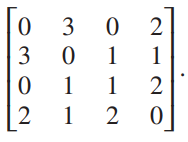 0 3 0 2
3 0 1 1
0 1 1 2
2 1 2 0
.